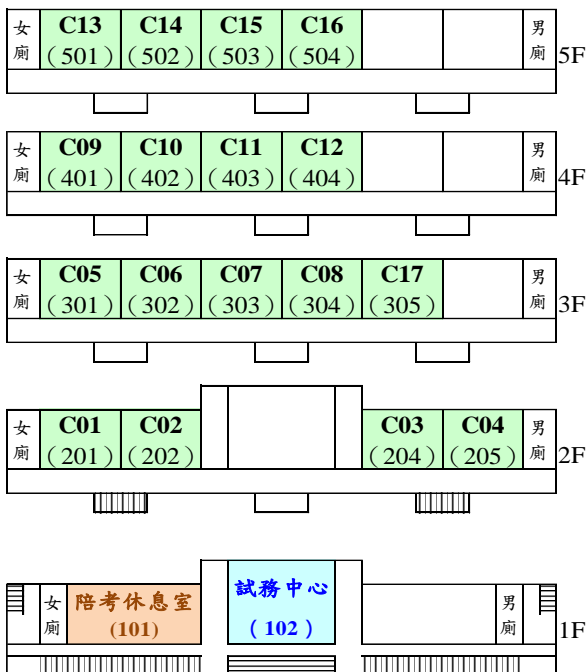 女廁 C13 C14 C15 C16 男廁
(501) (502) (503) (504) 5F
女廁 C09 C10 C11 C12 男廁
(401) (402) (403) (404) 4F
女廁 C05 C06 C07 C08 C17 男廁
(301) (302) (303) (304) (305) 3F
女廁 C01 C02 C03 C04 男廁
(201) (202) (204) (205) 2F
女廁 陪考休息室 試務中心 男廁
(101) (102) 1F